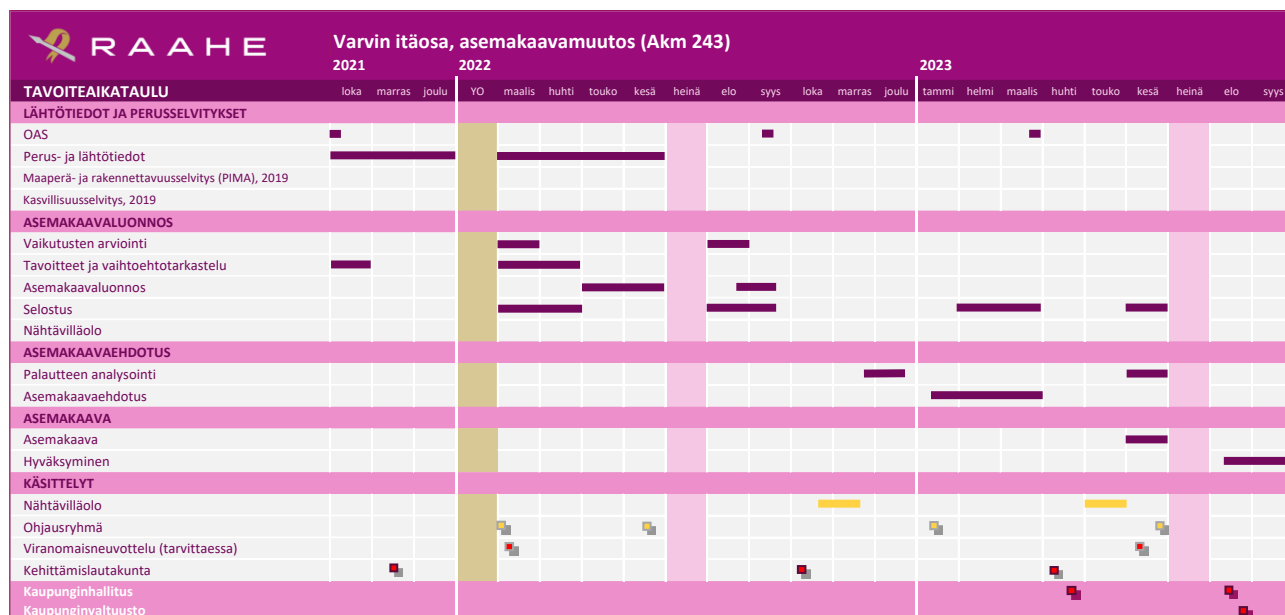 RAAHE
Varvin itäosa, asemakaavamuutos (Akm 243)
2021 2022 2023
TAVOITEAIKATAULU loka marras joulu YO maalis huhti touko kesä heinä elo syys loka marras joulu tammi helmi maalis huhti touko kesä heinä elo syys
LÄHTÖTIEDOT JA PERUSSELVITYKSET
OAS
Perus- ja lähtötiedot
Maaperä- ja rakennettavuusselvitys (PIMA), 2019
Kasvillisuusselvitys, 2019
ASEMAKAAVALUONNOS
Vaikutusten arviointi
Tavoitteet ja vaihtoehtotarkastelu
Asemakaavaluonnos
Selostus
Nähtävilläolo
ASEMAKAAVAEHDOTUS
Palautteen analysointi
Asemakaavaehdotus
ASEMAKAAVA
Asemakaava
Hyväksyminen
KÄSITTELYT
Nähtävilläolo
Ohjausryhmä
Viranomaisneuvottelu (tarvittaessa)
Kehittämislautakunta
Kaupunginhallitus
Kaupunginvaltuusto